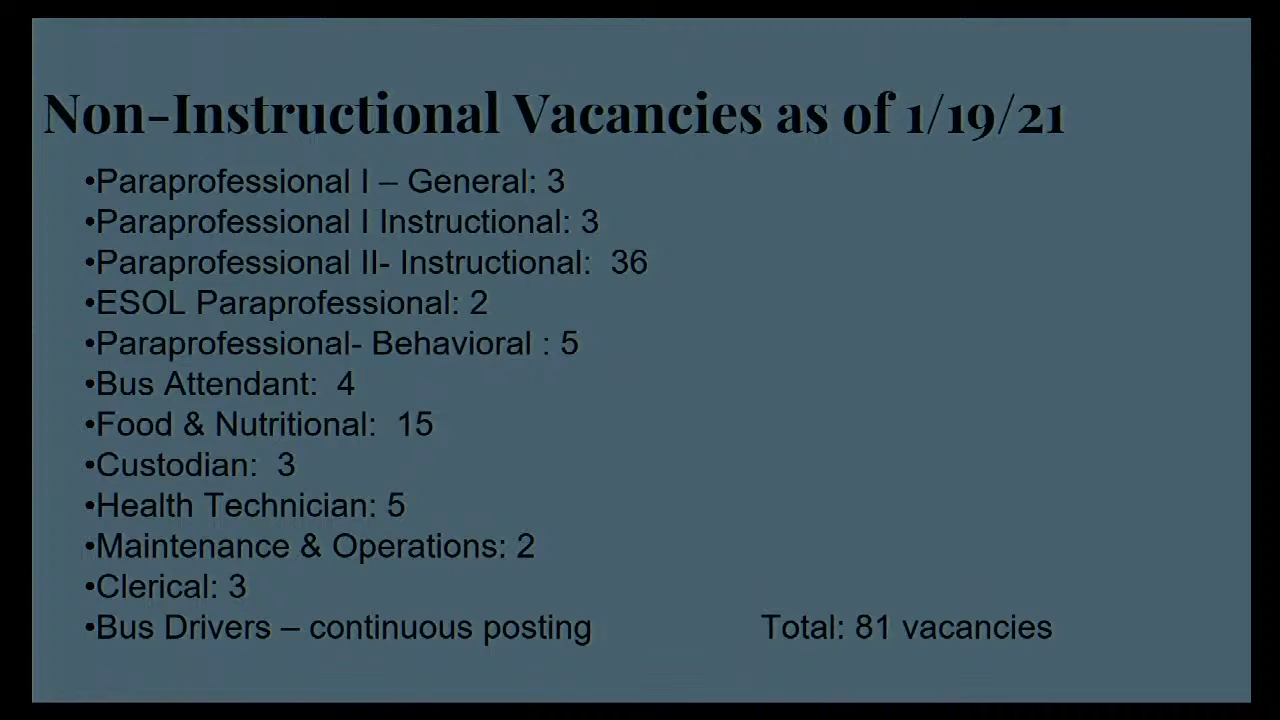 Non-Instructional Vacancies as of 1/19/21
•Paraprofessional I – General: 3
•Paraprofessional I Instructional: 3
•Paraprofessional II- Instructional:  36
•ESOL Paraprofessional: 2
•Paraprofessional- Behavioral : 5
•Bus Attendant:  4
•Food & Nutritional:  15
•Custodian:  3
•Health Technician: 5
•Maintenance & Operations: 2
•Clerical: 3
•Bus Drivers – continuous posting Total: 81 vacancies